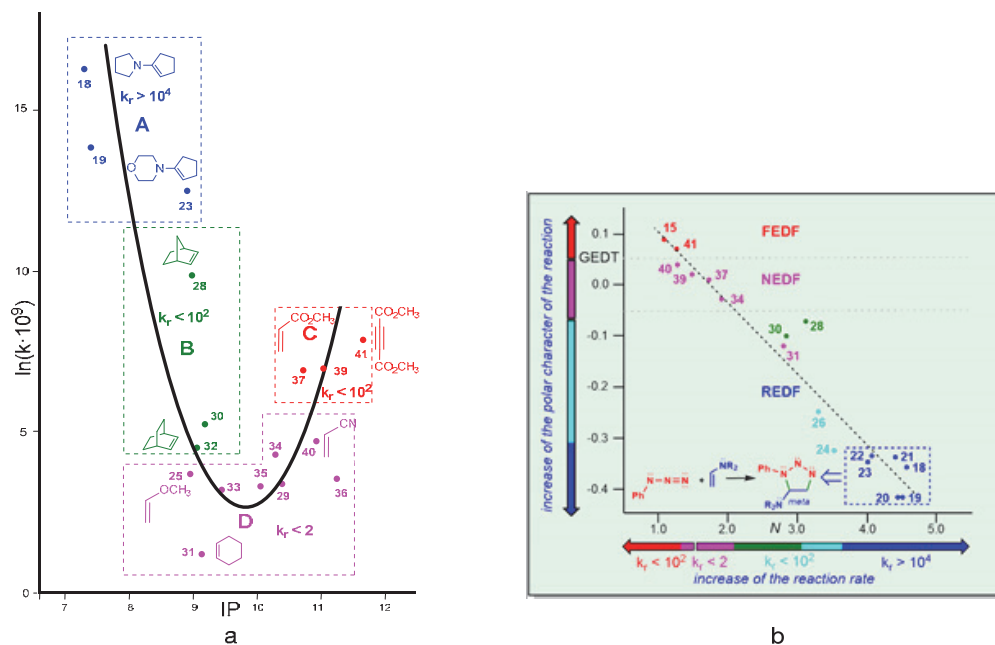 ln(k·10⁹)
15
10
5
0
7
8
9
10
11
12
IP
a
18
N
kᵣ > 10⁴
A
19
O
N
23
28
kᵣ < 10²
B
30
32
CO₂CH₃
C
CO₂CH₃
41
37
39
CO₂CH₃
kᵣ < 10²
25
OCH₃
33
34
35
29
40
CN
36
D
kᵣ < 2
31
increase of the polar character of the reaction
0.1
GEDT
0.0
-0.1
-0.2
-0.3
-0.4
15
41
FEDF
40
39
37
NEDF
34
30
28
31
REDF
26
24
22
23
21
18
20
19
Ph
N
N
N
+
NR₂
Ph
N
N
N
R₂N
meta
1.0
2.0
N
3.0
4.0
5.0
kᵣ < 10²
kᵣ < 2
kᵣ < 10²
kᵣ > 10⁴
increase of the reaction rate
b